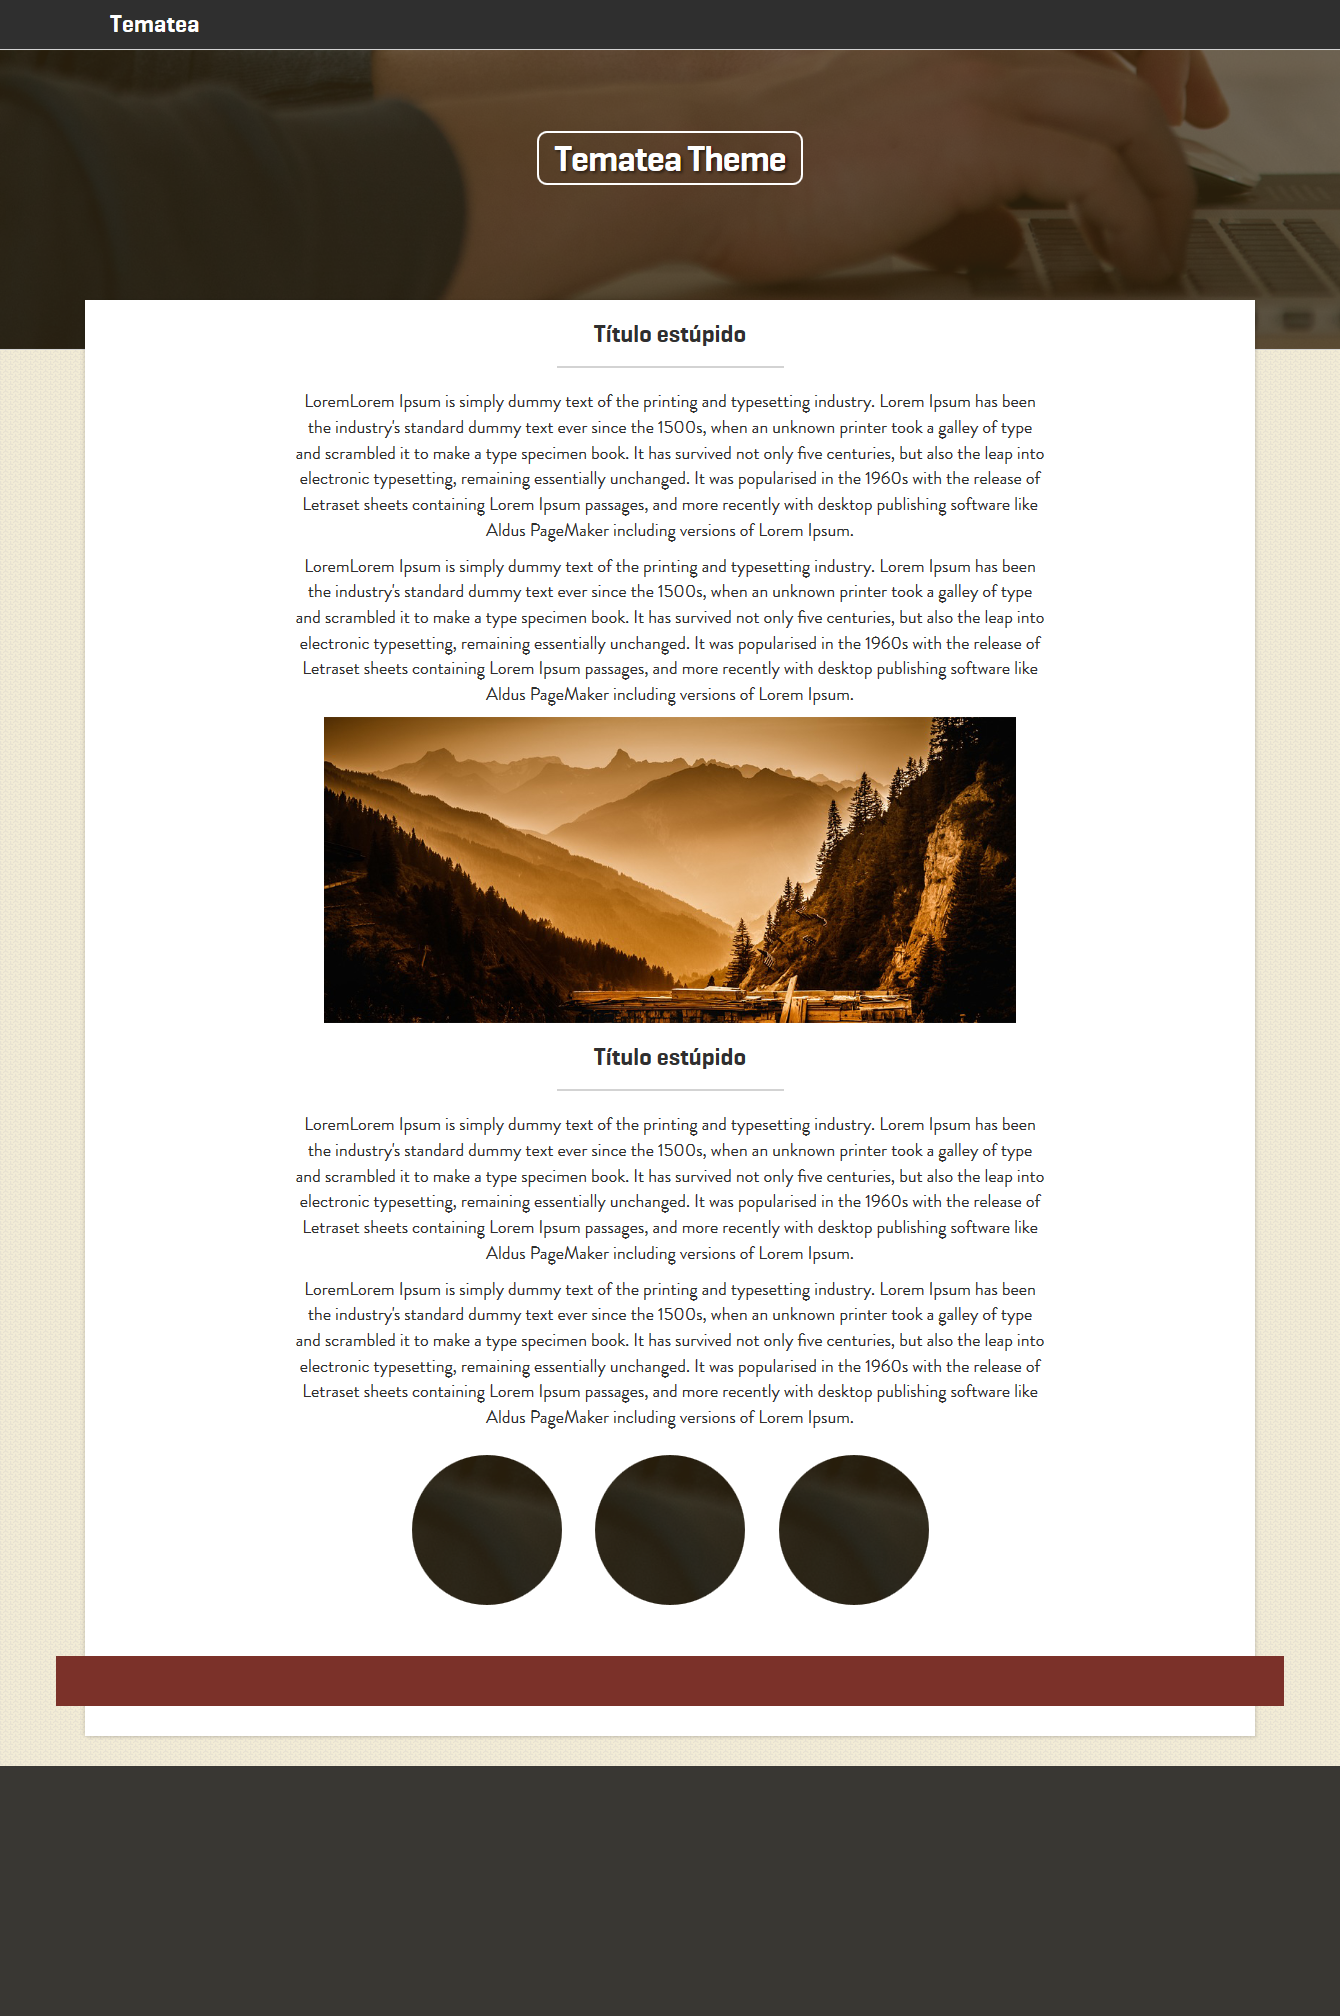 Tematea
Tematea Theme
Título estúpido
LoremLorem Ipsum is simply dummy text of the printing and typesetting industry. Lorem Ipsum has been
the industry's standard dummy text ever since the 1500s, when an unknown printer took a galley of type
and scrambled it to make a type specimen book. It has survived not only five centuries, but also the leap into
electronic typesetting, remaining essentially unchanged. It was popularised in the 1960s with the release of
Letraset sheets containing Lorem Ipsum passages, and more recently with desktop publishing software like
Aldus PageMaker including versions of Lorem Ipsum.
LoremLorem Ipsum is simply dummy text of the printing and typesetting industry. Lorem Ipsum has been
the industry's standard dummy text ever since the 1500s, when an unknown printer took a galley of type
and scrambled it to make a type specimen book. It has survived not only five centuries, but also the leap into
electronic typesetting, remaining essentially unchanged. It was popularised in the 1960s with the release of
Letraset sheets containing Lorem Ipsum passages, and more recently with desktop publishing software like
Aldus PageMaker including versions of Lorem Ipsum.
Título estúpido
LoremLorem Ipsum is simply dummy text of the printing and typesetting industry. Lorem Ipsum has been
the industry's standard dummy text ever since the 1500s, when an unknown printer took a galley of type
and scrambled it to make a type specimen book. It has survived not only five centuries, but also the leap into
electronic typesetting, remaining essentially unchanged. It was popularised in the 1960s with the release of
Letraset sheets containing Lorem Ipsum passages, and more recently with desktop publishing software like
Aldus PageMaker including versions of Lorem Ipsum.
LoremLorem Ipsum is simply dummy text of the printing and typesetting industry. Lorem Ipsum has been
the industry's standard dummy text ever since the 1500s, when an unknown printer took a galley of type
and scrambled it to make a type specimen book. It has survived not only five centuries, but also the leap into
electronic typesetting, remaining essentially unchanged. It was popularised in the 1960s with the release of
Letraset sheets containing Lorem Ipsum passages, and more recently with desktop publishing software like
Aldus PageMaker including versions of Lorem Ipsum.